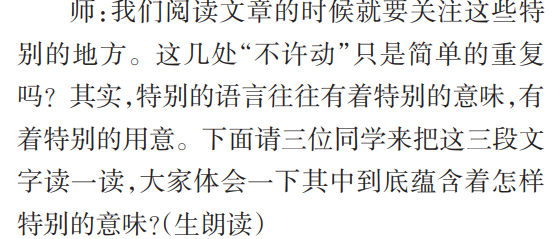 师:我们阅读文章的时候就要关注这些特
别的地方。这几处“不许动”只是简单的重复
吗? 其实,特别的语言往往有着特别的意味,有
着特别的用意。下面请三位同学来把这三段文
字读一读,大家体会一下其中到底蕴含着怎样
特别的意味?(生朗读)